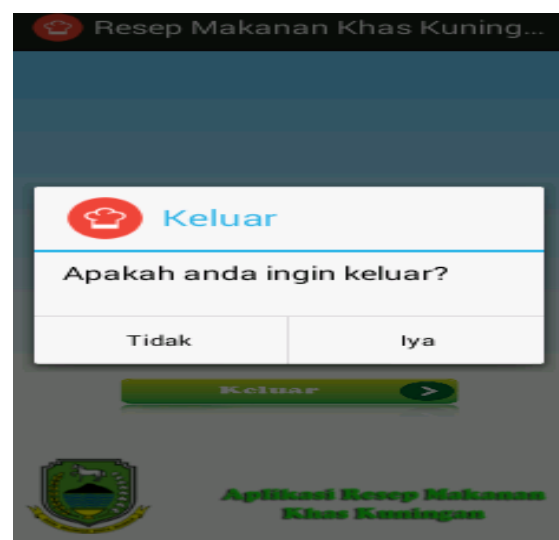 Resep Makanan Khas Kuning...
Keluar
Apakah anda ingin keluar?
Tidak
Iya
Keluar
Aplikasi Resep Makanan
Khas Kuningan